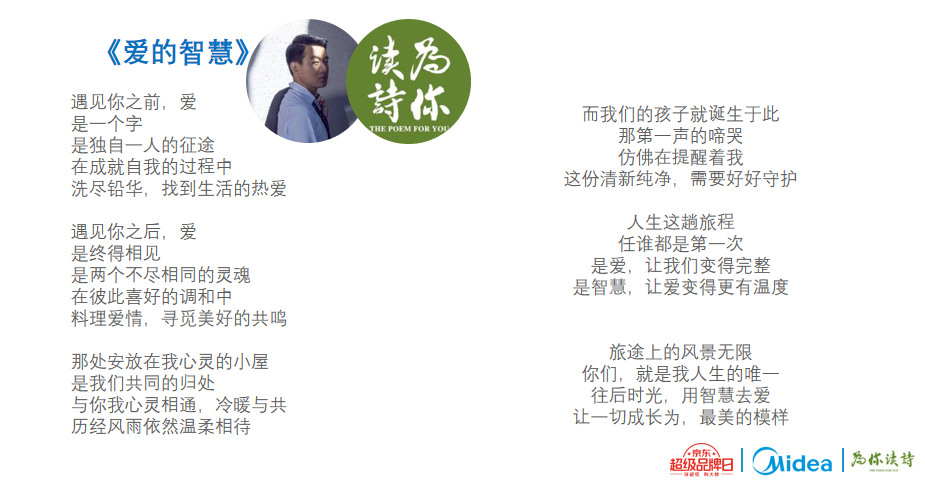 《爱的智慧》
为你
读诗
THE POEM FOR YOU
遇见你之前，爱
是一个字
是独自一人的征途
在成就自我的过程中
洗尽铅华，找到生活的热爱
遇见你之后，爱
是终得相见
是两个不尽相同的灵魂
在彼此喜好的调和中
料理爱情，寻觅美好的共鸣
那处安放在我心灵的小屋
是我们共同的归处
与你我心灵相通，冷暖与共
历经风雨依然温柔相待
而我们的孩子就诞生于此
那第一声的啼哭
仿佛在提醒着我
这份清新纯净，需要好好守护
人生这趟旅程
任谁都是第一次
是爱，让我们变得完整
是智慧，让爱变得更有温度
旅途上的风景无限
你们，就是我人生的唯一
往后时光，用智慧去爱
让一切成长为，最美的模样
京东
超级品牌日
Midea
為你读詩